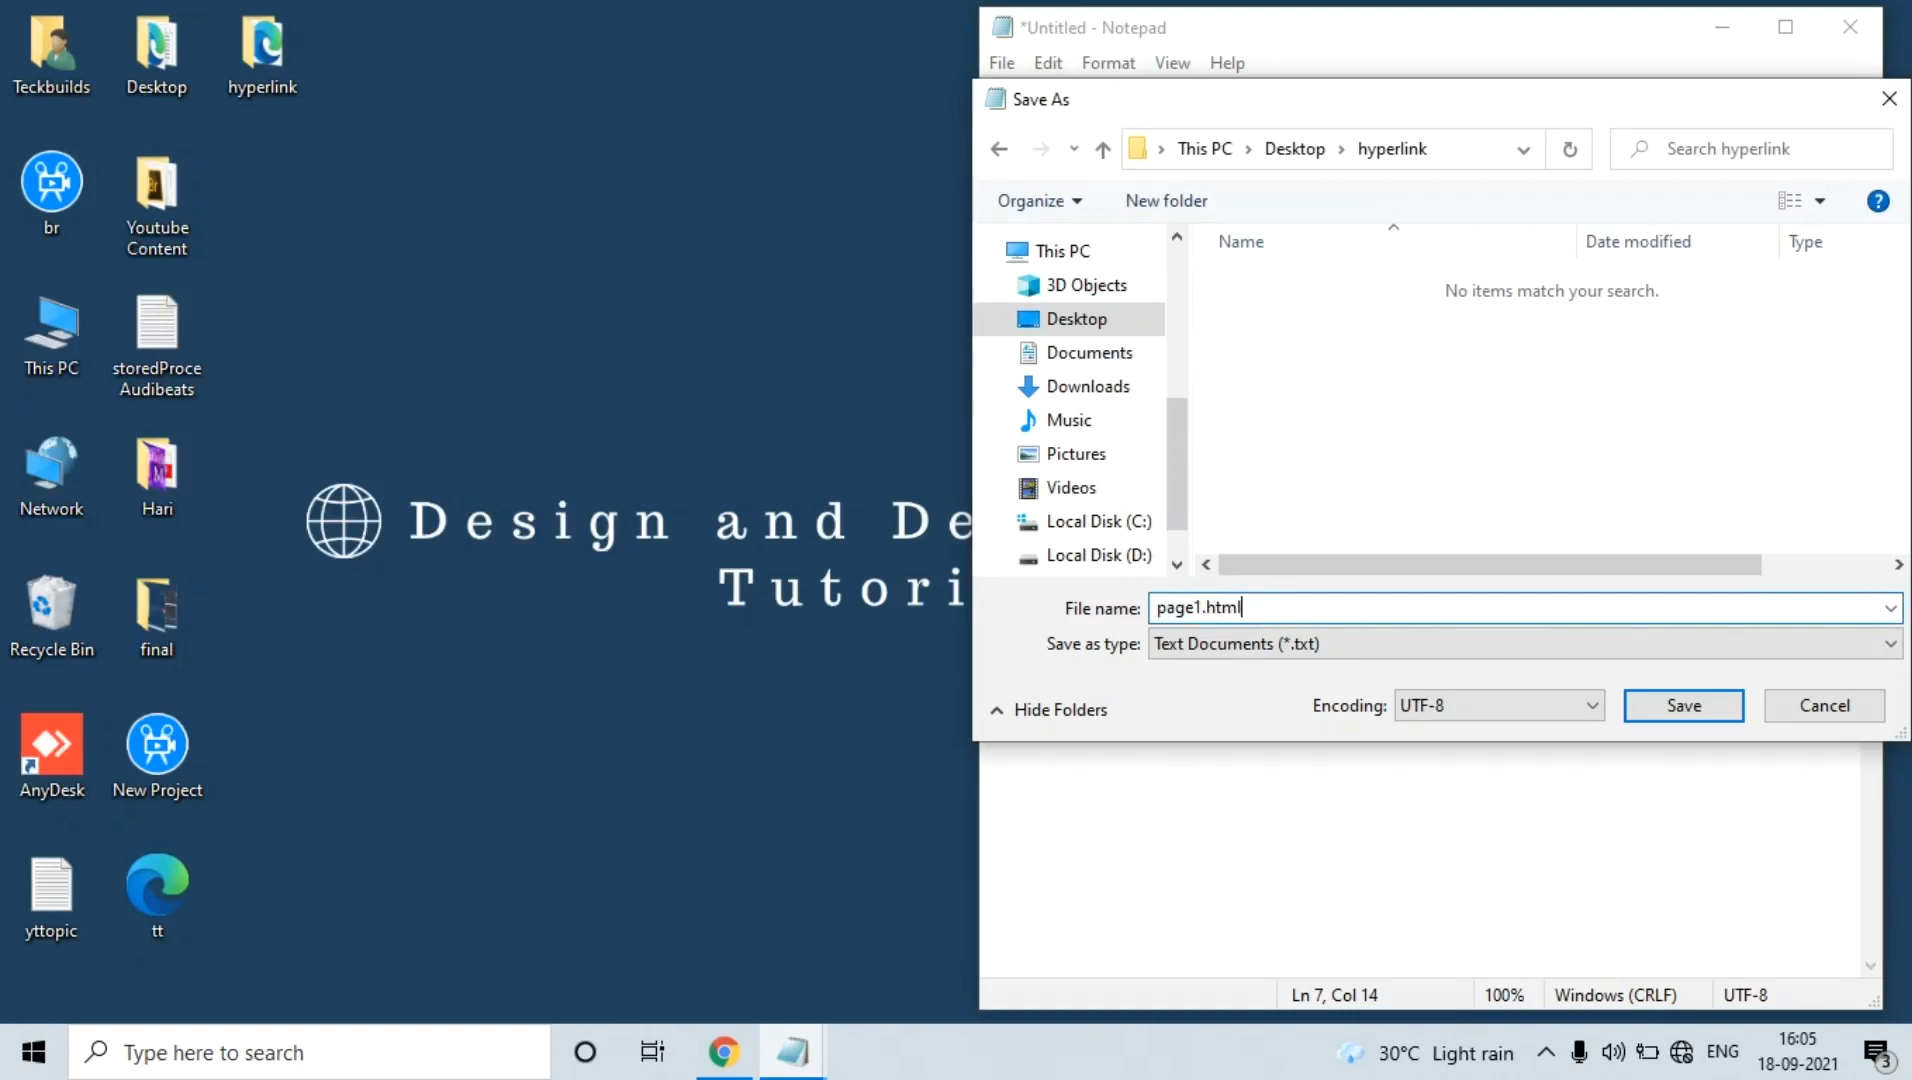 Teckbuilds
Desktop
hyperlink
br
Youtube
Content
This PC
storedProce
Audibeats
Network
Hari
Recycle Bin
final
AnyDesk
New Project
yttopic
tt
Design and De
Tutori
*Untitled - Notepad
File Edit Format View Help
Save As
This PC Desktop hyperlink
Search hyperlink
Organize New folder
Name Date modified Type
No items match your search.
This PC
3D Objects
Desktop
Documents
Downloads
Music
Pictures
Videos
Local Disk (C:)
Local Disk (D:)
File name: page1.html
Save as type: Text Documents (*.txt)
Hide Folders
Encoding: UTF-8 Save Cancel
Ln 7, Col 14 100% Windows (CRLF) UTF-8
Type here to search
30°C Light rain
ENG
16:05
18-09-2021
3